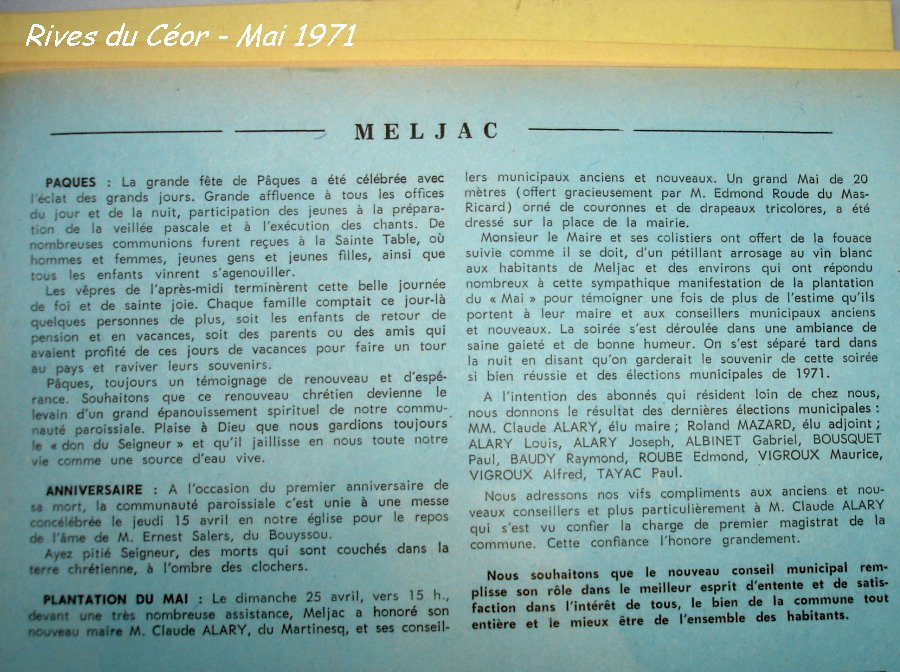 Rives du Céor - Mai 1971
MELJAC
PAQUES : La grande fête de Pâques a été célébrée avec
l'éclat des grands jours. Grande affluence à tous les offices
du jour et de la nuit, participation des jeunes à la prépara-
tion de la veillée pascale et à l'exécution des chants. De
nombreuses communions furent reçues à la Sainte Table, où
hommes et femmes, jeunes gens et jeunes filles, ainsi que
tous les enfants vinrent s'agenouiller.
Les vêpres de l'après-midi terminèrent cette belle journée
de foi et de sainte joie. Chaque famille comptait ce jour-là
quelques personnes de plus, soit les enfants de retour de
pension et en vacances, soit des parents ou des amis qui
avaient profité de ces jours de vacances pour faire un tour
au pays et raviver leurs souvenirs.
Pâques, toujours un témoignage de renouveau et d'espé-
rance. Souhaitons que ce renouveau chrétien devienne le
levain d'un grand épanouissement spirituel de notre commu-
nauté paroissiale. Plaise à Dieu que nous gardions toujours
le « don du Seigneur » et qu'il jaillisse en nous toute notre
vie comme une source d'eau vive.
ANNIVERSAIRE : A l'occasion du premier anniversaire de
sa mort, la communauté paroissiale c'est unie à une messe
concélébrée le jeudi 15 avril en notre église pour le repos
de l'âme de M. Ernest Salers, du Bouyssou.
Ayez pitié Seigneur, des morts qui sont couchés dans la
terre chrétienne, à l'ombre des clochers.
PLANTATION DU MAI : Le dimanche 25 avril, vers 15 h.,
devant une très nombreuse assistance, Meljac a honoré son
nouveau maire M. Claude ALARY, du Martinesq, et ses conseil-
lers municipaux anciens et nouveaux. Un grand Mai de 20
mètres (offert gracieusement par M. Edmond Roude du Mas-
Ricard) orné de couronnes et de drapeaux tricolores, a été
dressé sur la place de la mairie.
Monsieur le Maire et ses colistiers ont offert de la fouace
suivie comme il se doit, d'un pétillant arrosage au vin blanc
aux habitants de Meljac et des environs qui ont répondu
nombreux à cette sympathique manifestation de la plantation
du « Mai » pour témoigner une fois de plus de l'estime qu'ils
portent à leur maire et aux conseillers municipaux anciens
et nouveaux. La soirée s'est déroulée dans une ambiance de
saine gaieté et de bonne humeur. On s'est séparé tard dans
la nuit en disant qu'on garderait le souvenir de cette soirée
si bien réussie et des élections municipales de 1971.
A l'intention des abonnés qui résident loin de chez nous,
nous donnons le résultat des dernières élections municipales :
MM. Claude ALARY, élu maire ; Roland MAZARD, élu adjoint ;
ALARY Louis, ALARY Joseph, ALBINET Gabriel, BOUSQUET
Paul, BAUDY Raymond, ROUBE Edmond, VIGROUX Maurice,
VIGROUX Alfred, TAYAC Paul.
Nous adressons nos vifs compliments aux anciens et nou-
veaux conseillers et plus particulièrement à M. Claude ALARY
qui s'est vu confier la charge de premier magistrat de la
commune. Cette confiance l'honore grandement.
Nous souhaitons que le nouveau conseil municipal rem-
plisse son rôle dans le meilleur esprit d'entente et de satis-
faction dans l'intérêt de tous, le bien de la commune tout
entière et le mieux être de l'ensemble des habitants.